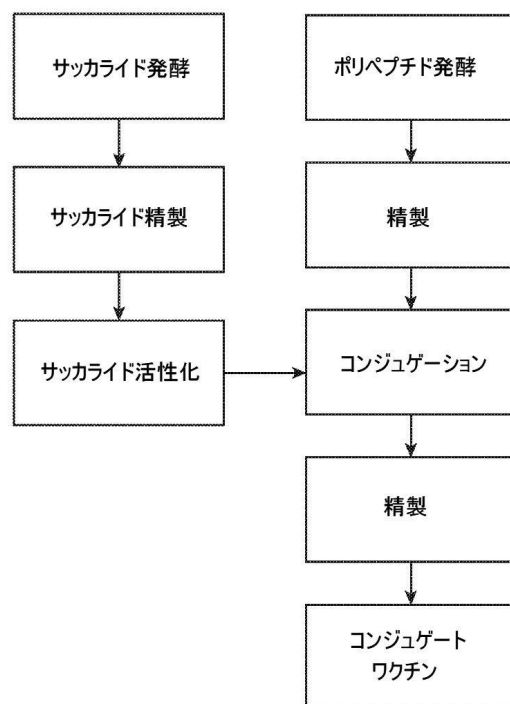 サッカライド発酵
サッカライド精製
サッカライド活性化
ポリペプチド発酵
精製
コンジュゲーション
精製
コンジュゲート
ワクチン